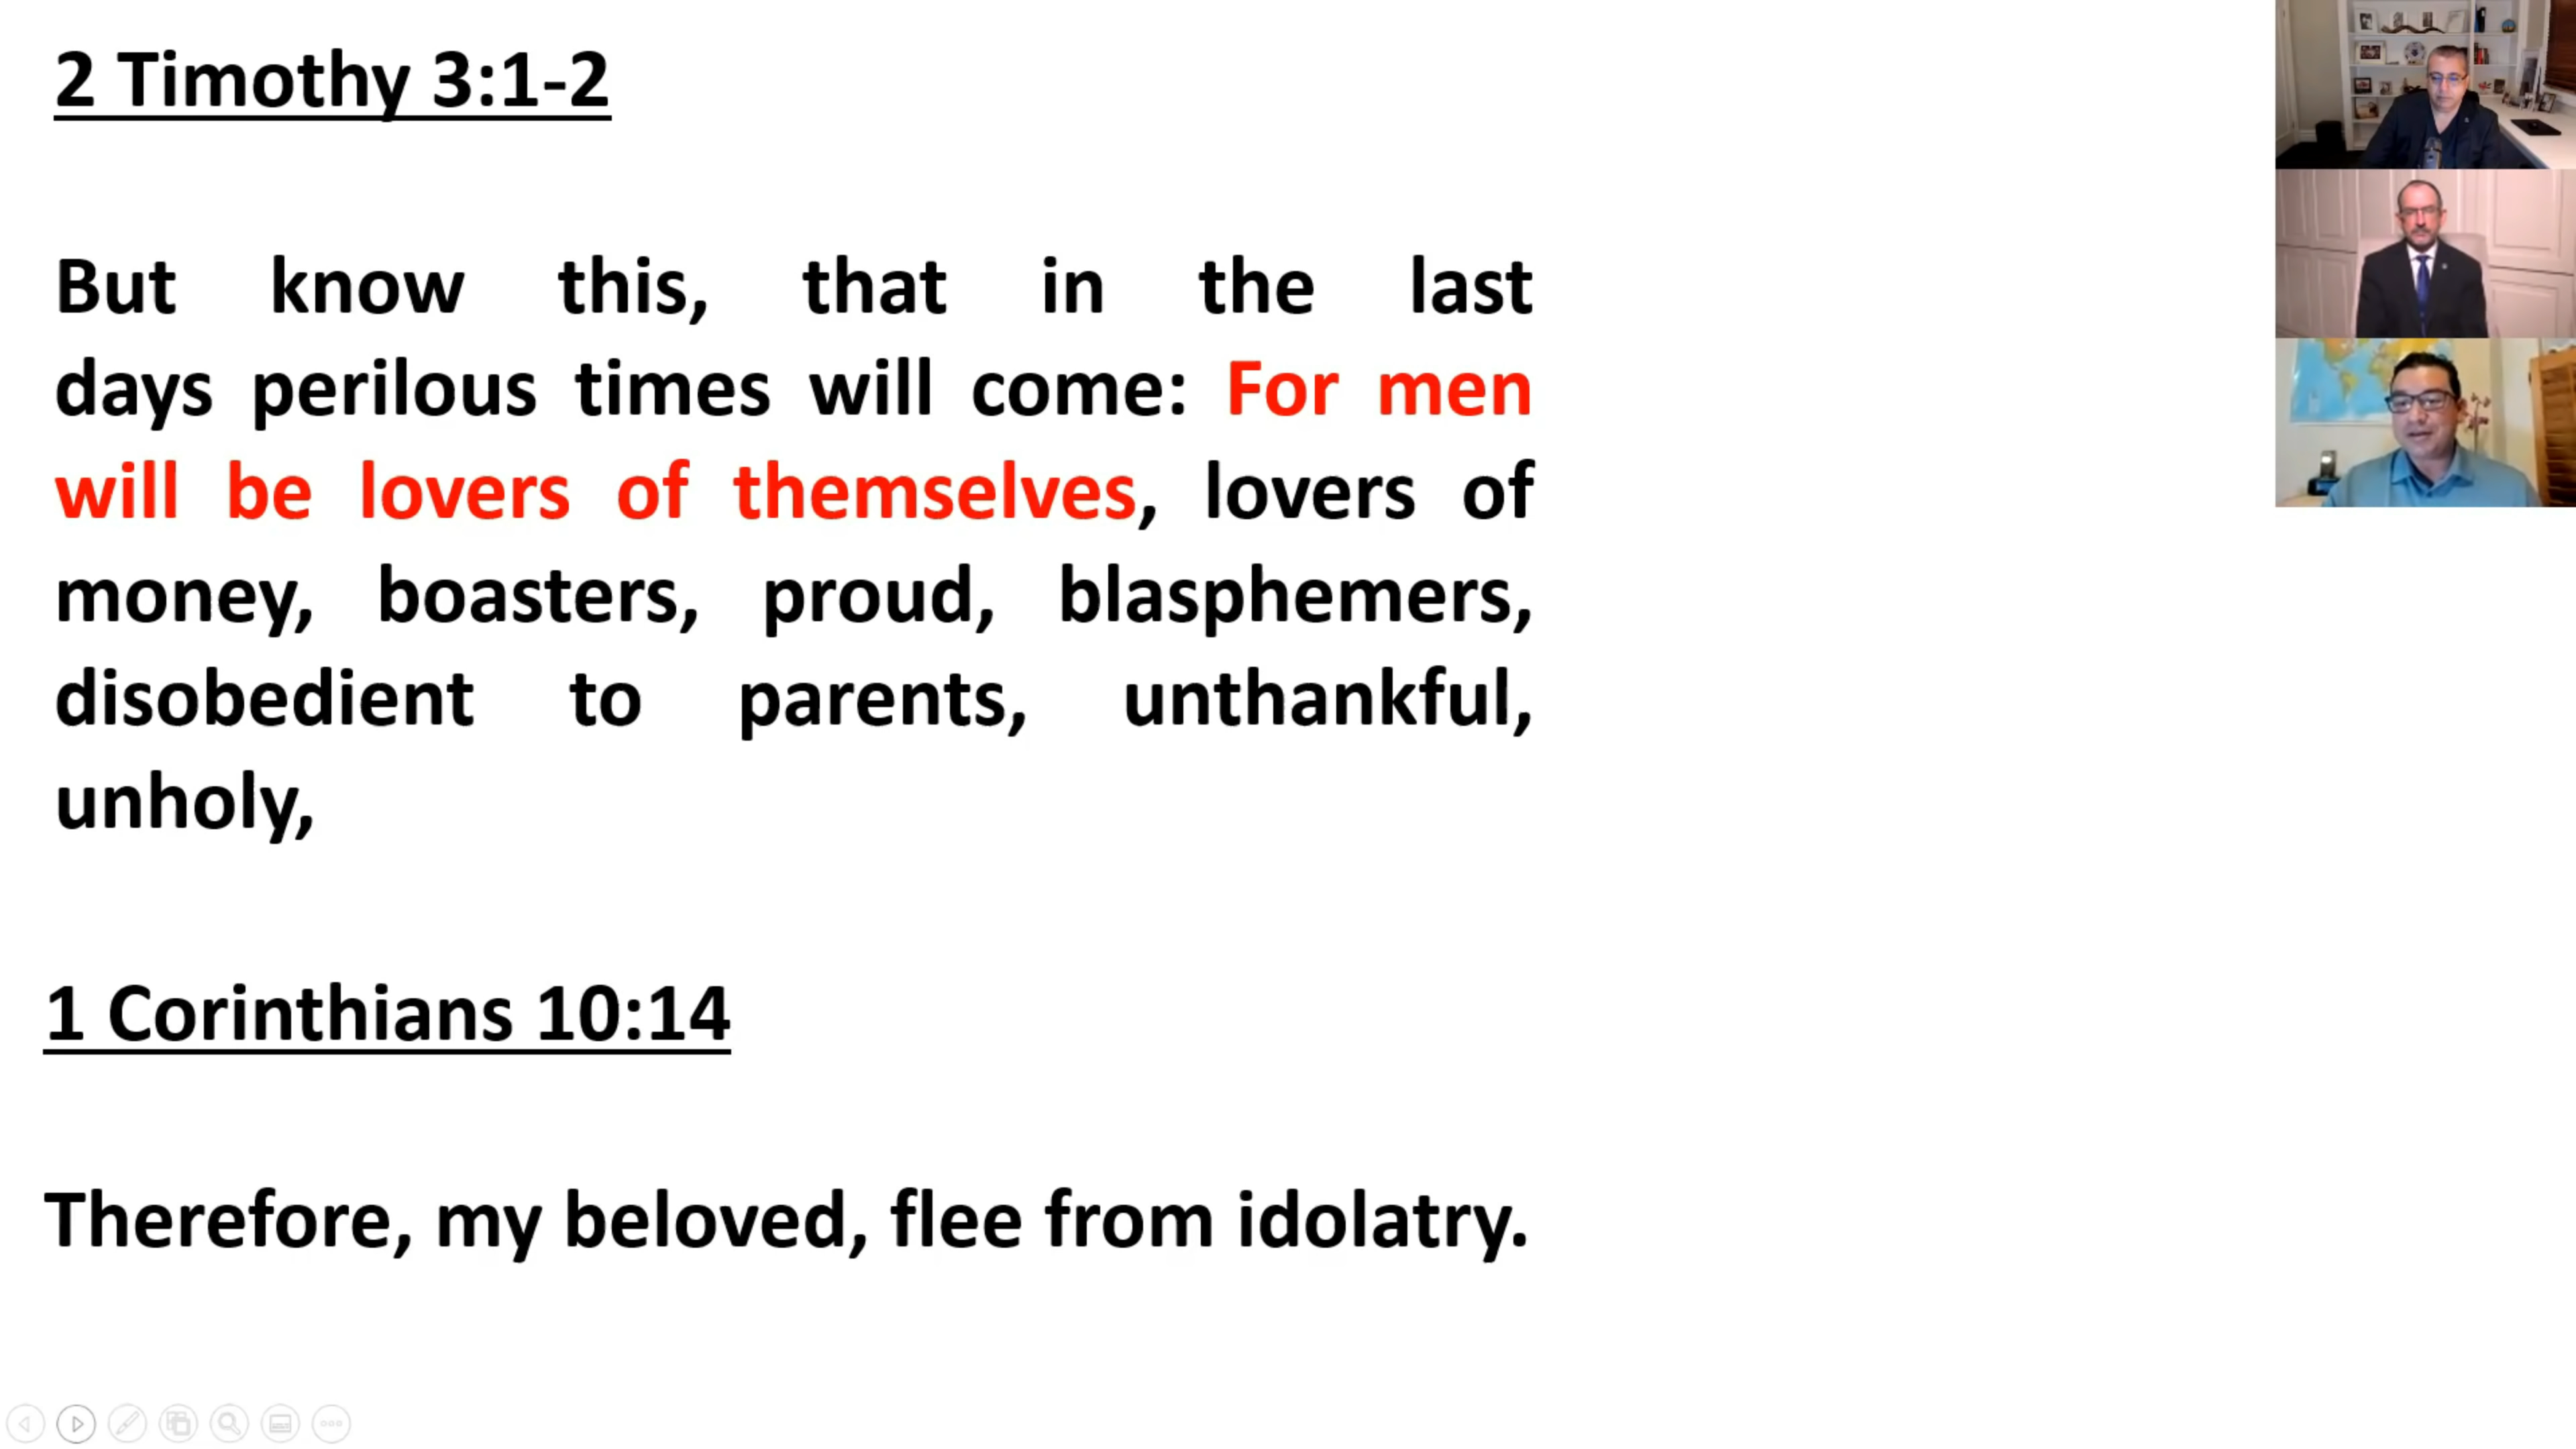 2 Timothy 3:1-2
But know this, that in the last
days perilous times will come: For men
will be lovers of themselves, lovers of
money, boasters, proud, blasphemers,
disobedient to parents, unthankful,
unholy,
1 Corinthians 10:14
Therefore, my beloved, flee from idolatry.